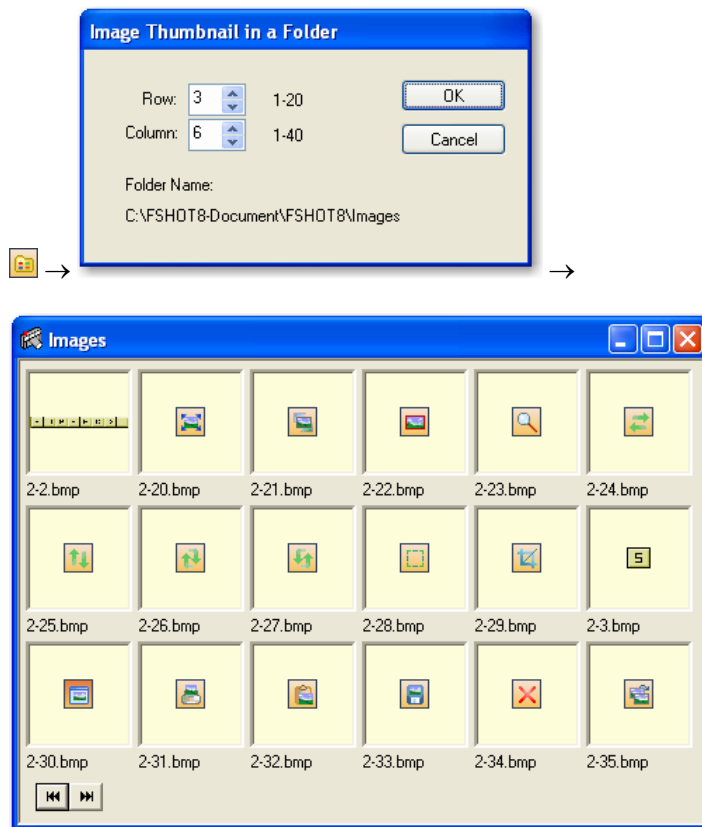 Image Thumbnail in a Folder
Row: 3 1-20 OK
Column: 6 1-40 Cancel
Folder Name:
C:\FSHOT8-Document\FSHOT8\Images
→ →
Images
2-2.bmp 2-20.bmp 2-21.bmp 2-22.bmp 2-23.bmp 2-24.bmp
S
2-25.bmp 2-26.bmp 2-27.bmp 2-28.bmp 2-29.bmp 2-3.bmp
2-30.bmp 2-31.bmp 2-32.bmp 2-33.bmp 2-34.bmp 2-35.bmp